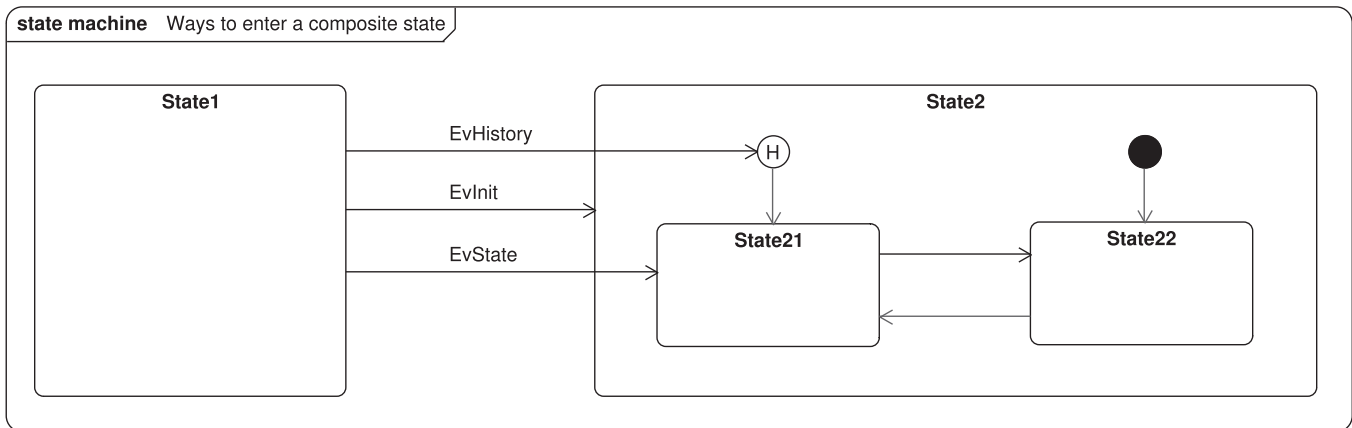 state machine Ways to enter a composite state
State1
State2
EvHistory
H
EvInit
EvState
State21
State22